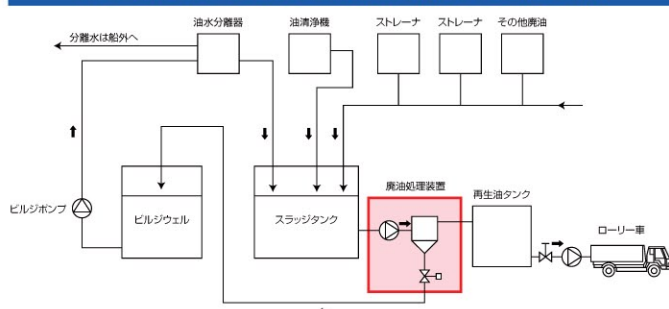 油水分離器
油清浄機
ストレーナ
ストレーナ
その他廃油
分離水は船外へ
廃油処理装置
再生油タンク
ビルジポンプ
ビルジウェル
スラッジタンク
ローリー車